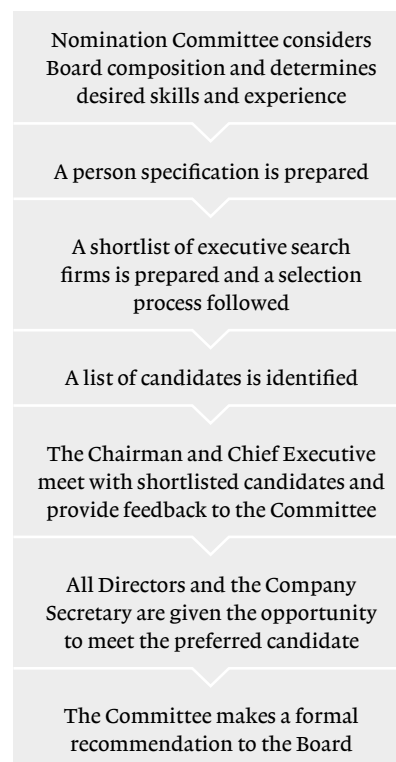 Nomination Committee considers
Board composition and determines
desired skills and experience
A person specification is prepared
A shortlist of executive search
firms is prepared and a selection
process followed
A list of candidates is identified
The Chairman and Chief Executive
meet with shortlisted candidates and
provide feedback to the Committee
All Directors and the Company
Secretary are given the opportunity
to meet the preferred candidate
The Committee makes a formal
recommendation to the Board